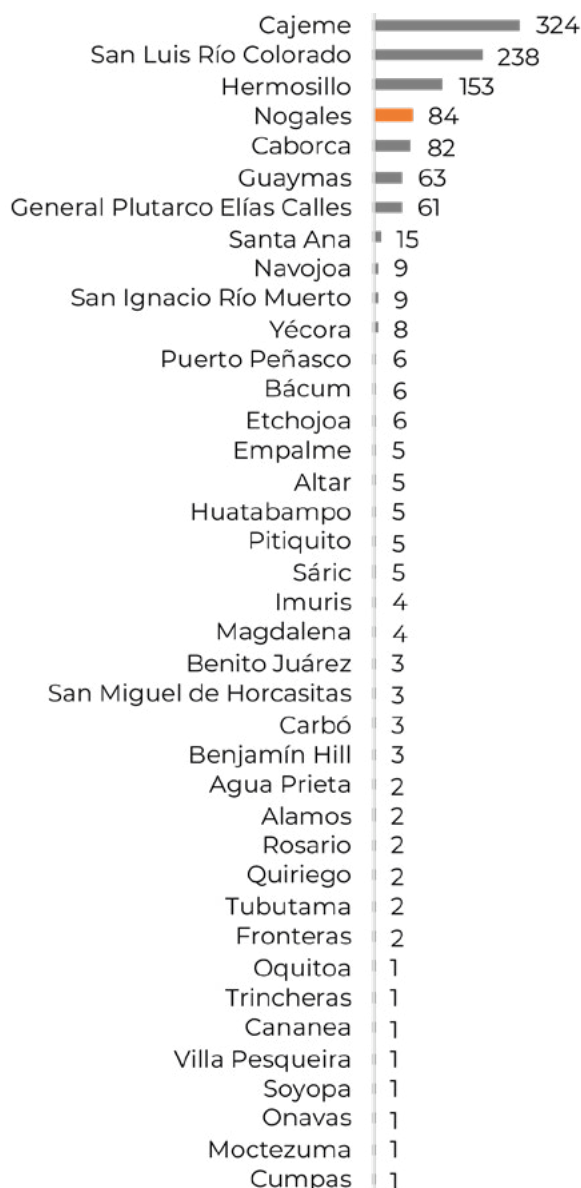 Cajeme 324
San Luis Río Colorado 238
Hermosillo 153
Nogales 84
Caborca 82
Guaymas 63
General Plutarco Elías Calles 61
Santa Ana 15
Navojoa 9
San Ignacio Río Muerto 9
Yécora 8
Puerto Peñasco 6
Bácum 6
Etchojoa 6
Empalme 5
Altar 5
Huatabampo 5
Pitiquito 5
Sáric 5
Imuris 4
Magdalena 4
Benito Juárez 3
San Miguel de Horcasitas 3
Carbó 3
Benjamín Hill 3
Agua Prieta 2
Alamos 2
Rosario 2
Quiriego 2
Tubutama 2
Fronteras 2
Oquitoa 1
Trincheras 1
Cananea 1
Villa Pesqueira 1
Soyopa 1
Onavas 1
Moctezuma 1
Cumpas 1